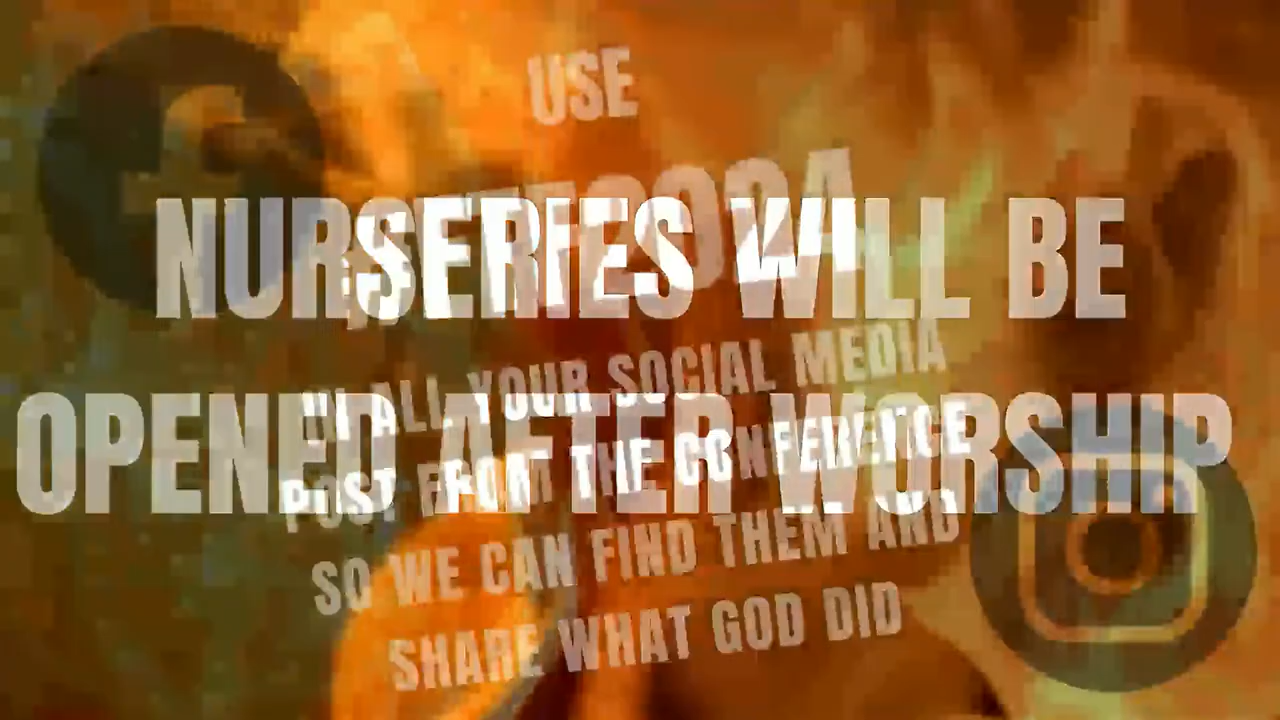 USE
NURSERIES WILL BE
IN ALL YOUR SOCIAL MEDIA
OPENED AFTER WORSHIP
POST FROM THE CONFERENCE
SO WE CAN FIND THEM AND
SHARE WHAT GOD DID